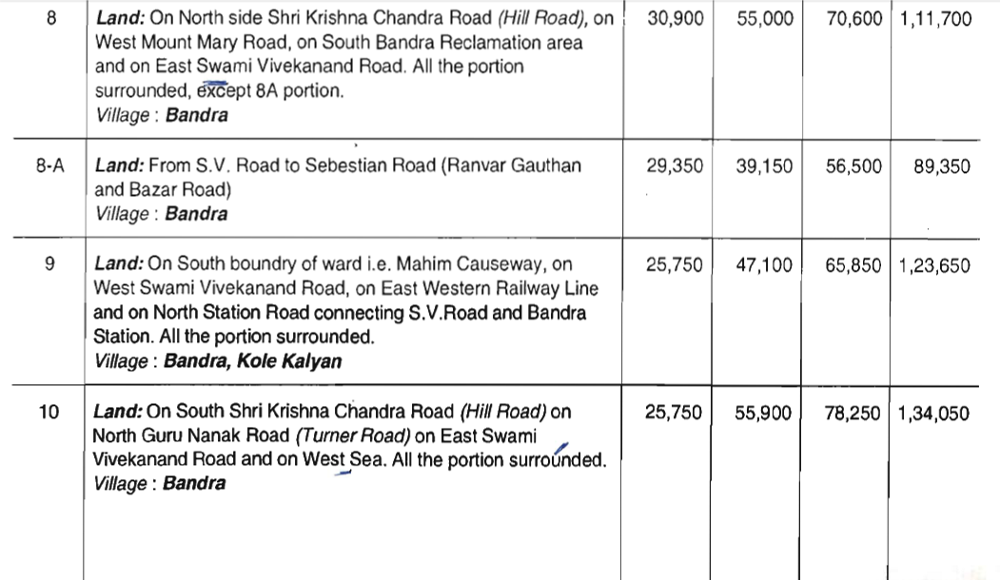 8 Land: On North side Shri Krishna Chandra Road (Hill Road), on 30,900 55,000 70,600 1,11,700
West Mount Mary Road, on South Bandra Reclamation area
and on East Swami Vivekanand Road. All the portion
surrounded, except 8A portion.
Village : Bandra
8-A Land: From S.V. Road to Sebestian Road (Ranvar Gauthan 29,350 39,150 56,500 89,350
and Bazar Road)
Village : Bandra
9 Land: On South boundry of ward i.e. Mahim Causeway, on 25,750 47,100 65,850 1,23,650
West Swami Vivekanand Road, on East Western Railway Line
and on North Station Road connecting S.V.Road and Bandra
Station. All the portion surrounded.
Village : Bandra, Kole Kalyan
10 Land: On South Shri Krishna Chandra Road (Hill Road) on 25,750 55,900 78,250 1,34,050
North Guru Nanak Road (Turner Road) on East Swami
Vivekanand Road and on West Sea. All the portion surrounded.
Village : Bandra